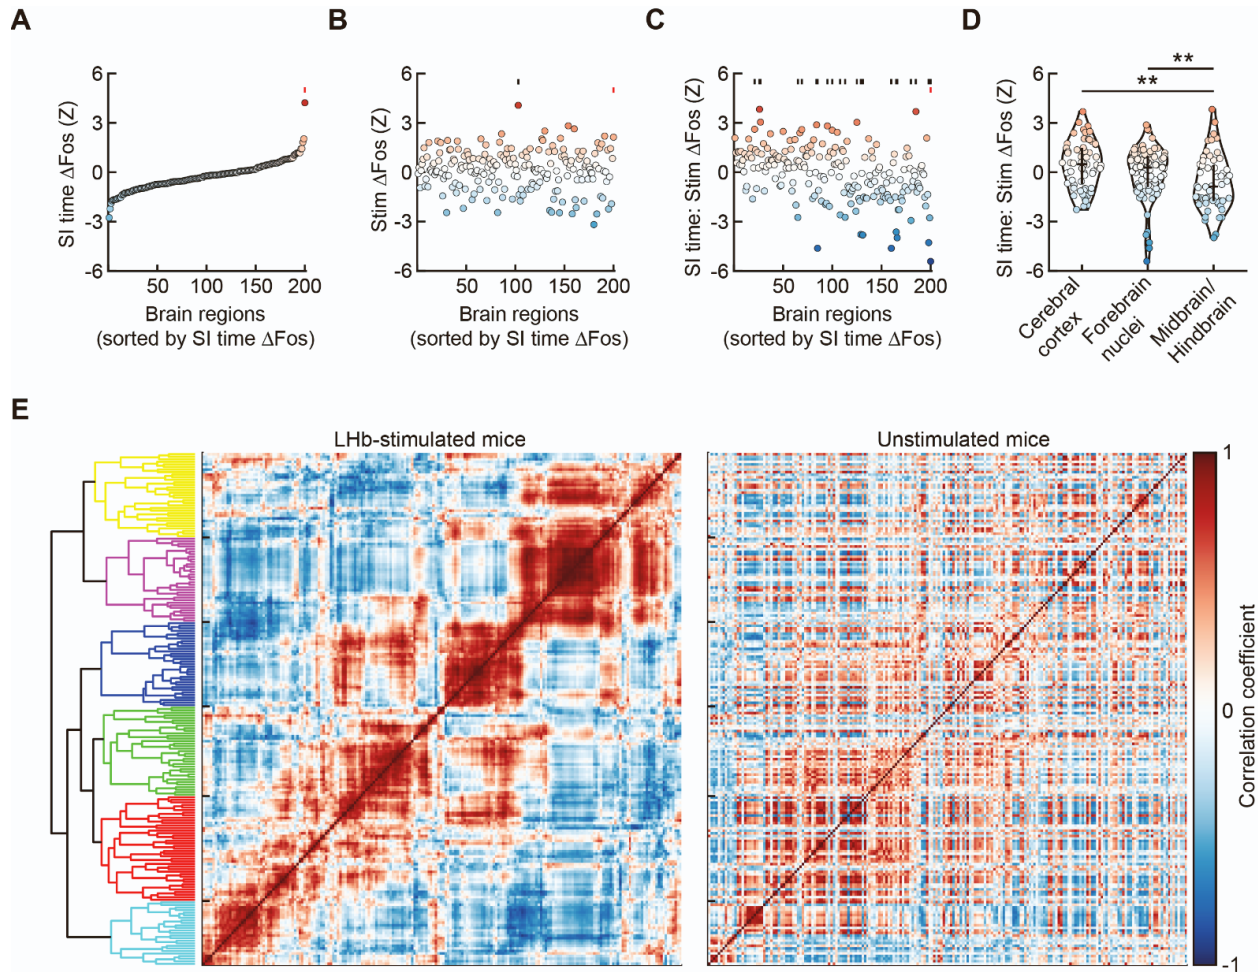 A
B
C
D
SI time ΔFos (Z)
6
3
0
-3
-6
50
100
150
200
Brain regions
(sorted by SI time ΔFos)
Stim ΔFos (Z)
6
3
0
-3
-6
50
100
150
200
Brain regions
(sorted by SI time ΔFos)
SI time: Stim ΔFos (Z)
6
3
0
-3
-6
50
100
150
200
Brain regions
(sorted by SI time ΔFos)
SI time: Stim ΔFos (Z)
6
3
0
-3
-6
**
**
Cerebral
cortex
Forebrain
nuclei
Midbrain/
Hindbrain
E
LHb-stimulated mice
Unstimulated mice
1
0
-1
Correlation coefficient